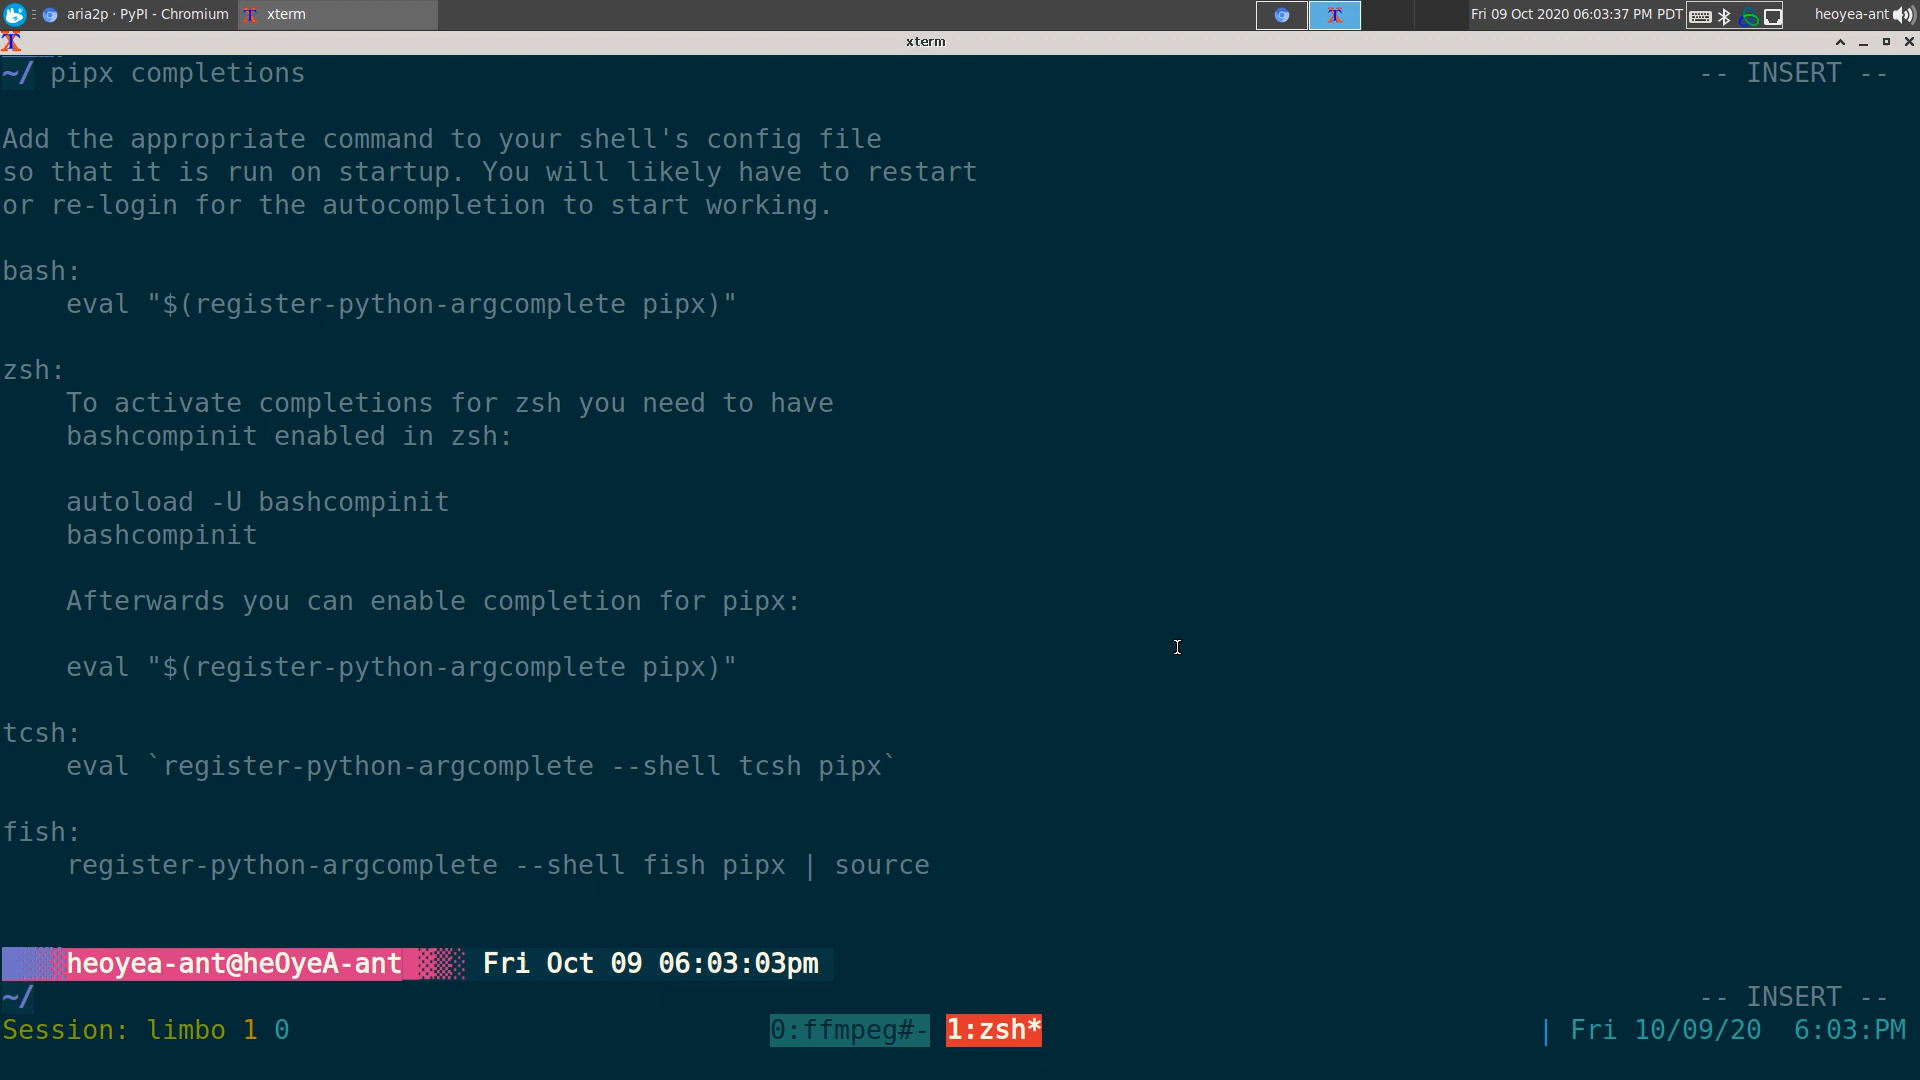 aria2p · PyPI - Chromium xterm Fri 09 Oct 2020 06:03:37 PM PDT heoyea-ant
xterm
~/ pipx completions -- INSERT --
Add the appropriate command to your shell's config file
so that it is run on startup. You will likely have to restart
or re-login for the autocompletion to start working.
bash:
eval "$(register-python-argcomplete pipx)"
zsh:
To activate completions for zsh you need to have
bashcompinit enabled in zsh:
autoload -U bashcompinit
bashcompinit
Afterwards you can enable completion for pipx:
eval "$(register-python-argcomplete pipx)"
tcsh:
eval `register-python-argcomplete --shell tcsh pipx`
fish:
register-python-argcomplete --shell fish pipx | source
heoyea-ant@heOyeA-ant Fri Oct 09 06:03:03pm
~/ -- INSERT --
Session: limbo 1 0 0:ffmpeg#- 1:zsh* | Fri 10/09/20 6:03:PM